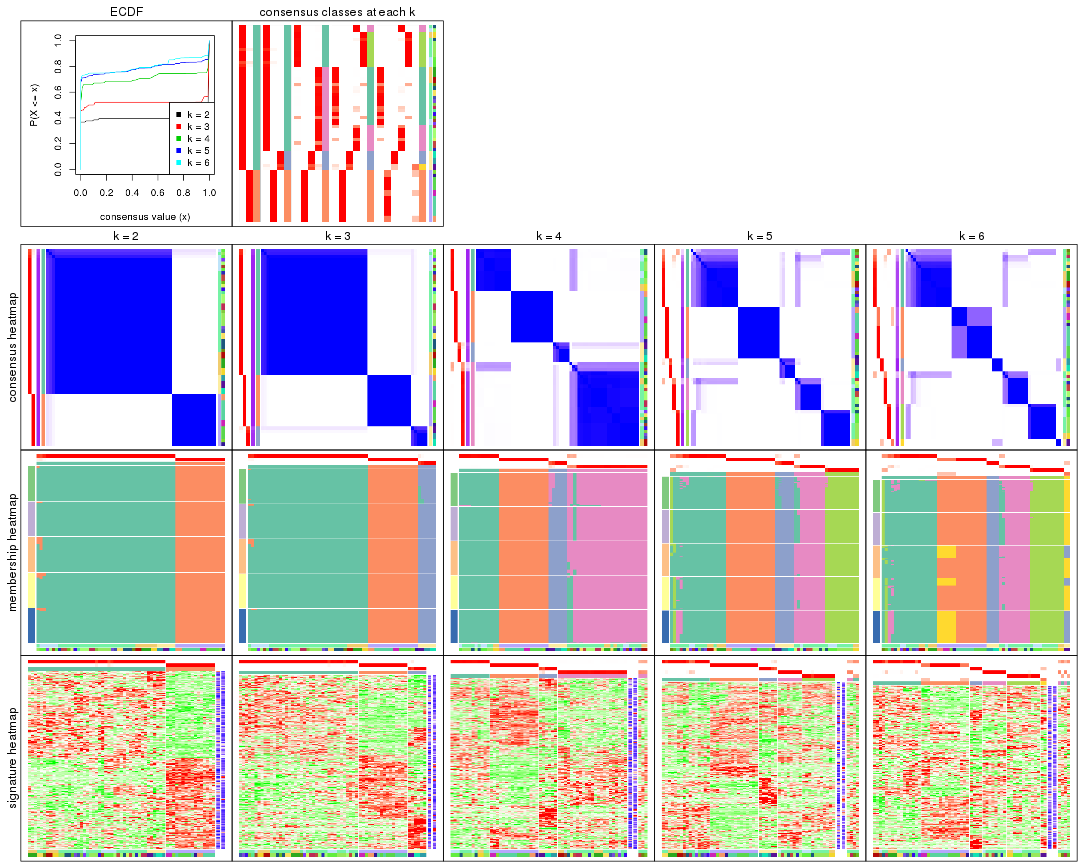 ECDF
consensus classes at each k
P(X <= x)
0.0 0.2 0.4 0.6 0.8 1.0
k = 2
k = 3
k = 4
k = 5
k = 6
0.0 0.2 0.4 0.6 0.8 1.0
consensus value (x)
k = 2
k = 3
k = 4
k = 5
k = 6
consensus heatmap
membership heatmap
signature heatmap